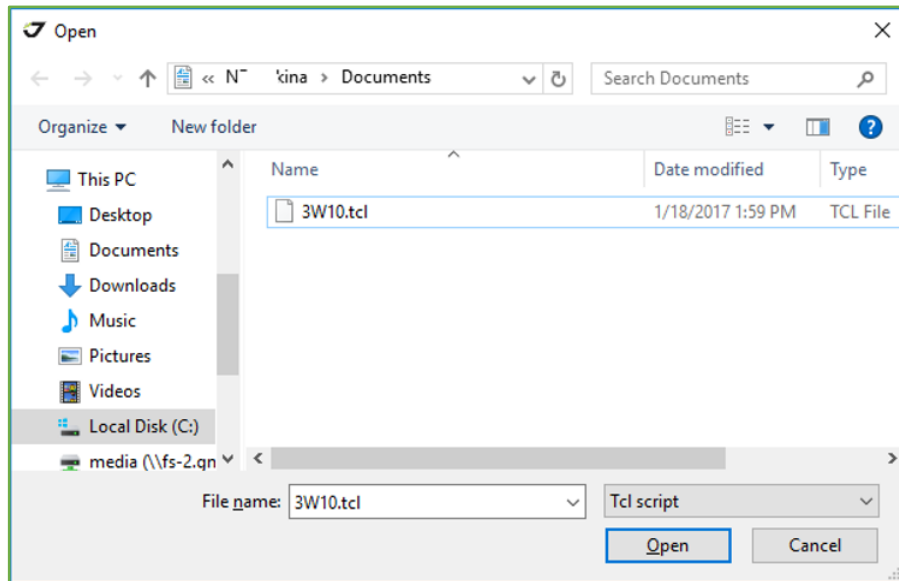 Open
« › Documents
Search Documents
Organize
New folder
?
Name
Date modified
Type
This PC
Desktop
Documents
Downloads
Music
Pictures
Videos
Local Disk (C:)
media (\\fs-2.gn
3W10.tcl
1/18/2017 1:59 PM
TCL File
File name:
3W10.tcl
Tcl script
Open
Cancel